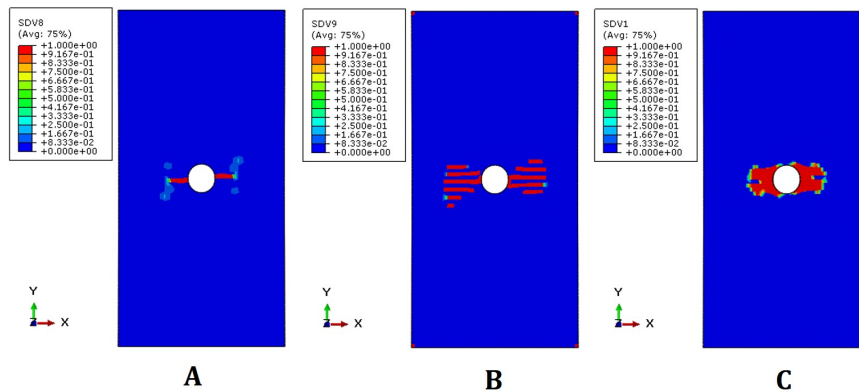 SDV8
(Avg: 75%)
+1.000e+00
+9.167e-01
+8.333e-01
+7.500e-01
+6.667e-01
+5.833e-01
+5.000e-01
+4.167e-01
+3.333e-01
+2.500e-01
+1.667e-01
+8.333e-02
+0.000e+00
Y
Z
X
A
SDV9
(Avg: 75%)
+1.000e+00
+9.167e-01
+8.333e-01
+7.500e-01
+6.667e-01
+5.833e-01
+5.000e-01
+4.167e-01
+3.333e-01
+2.500e-01
+1.667e-01
+8.333e-02
+0.000e+00
Y
Z
X
B
SDV1
(Avg: 75%)
+1.000e+00
+9.167e-01
+8.333e-01
+7.500e-01
+6.667e-01
+5.833e-01
+5.000e-01
+4.167e-01
+3.333e-01
+2.500e-01
+1.667e-01
+8.333e-02
+0.000e+00
Y
Z
X
C